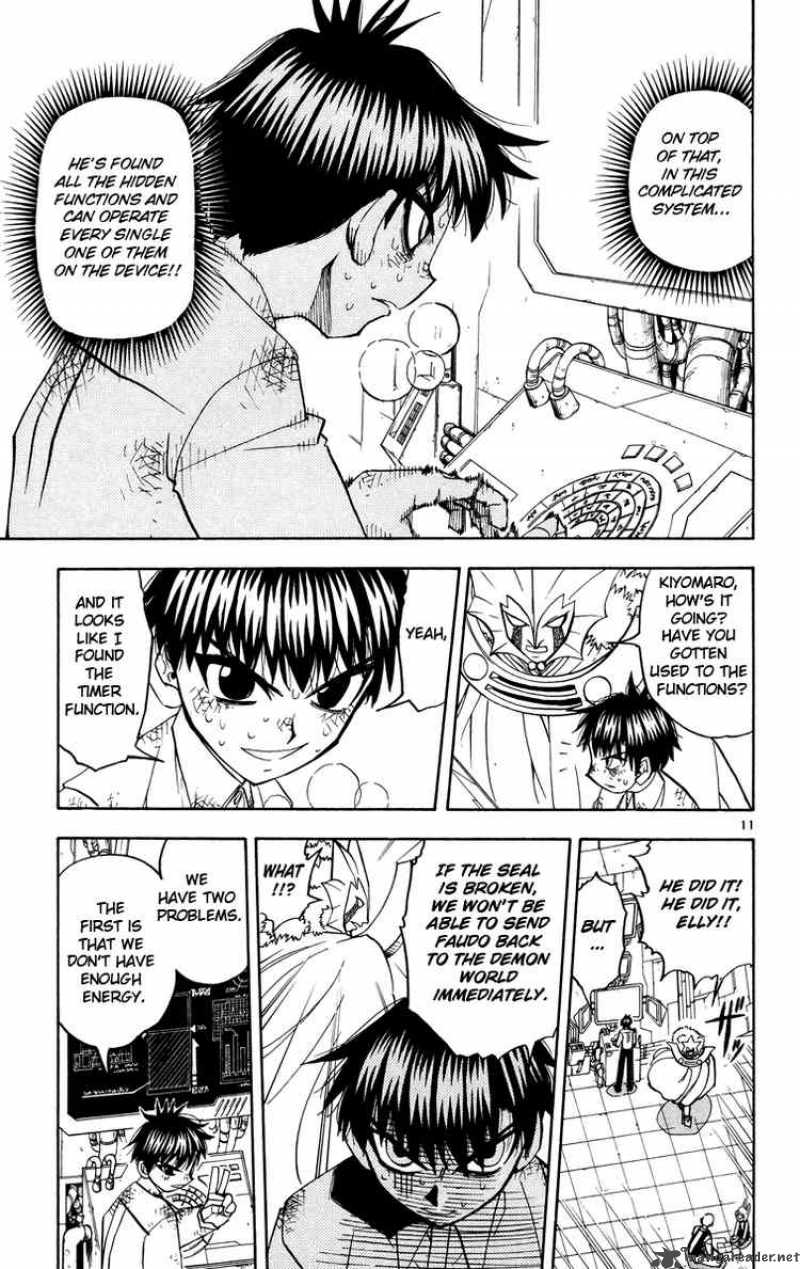 ON TOP
OF THAT,
IN THIS
COMPLICATED
SYSTEM...
HE'S FOUND
ALL THE HIDDEN
FUNCTIONS AND
CAN OPERATE
EVERY SINGLE
ONE OF THEM
ON THE DEVICE!!
KIYOMARO,
HOW'S IT
GOING?
HAVE YOU
GOTTEN
USED TO THE
FUNCTIONS?
YEAH,
AND IT
LOOKS
LIKE I
FOUND
THE
TIMER
FUNCTION.
11
HE DID IT!
HE DID IT,
ELLY!!
BUT
...
IF THE SEAL
IS BROKEN,
WE WON'T BE
ABLE TO SEND
FAUDO BACK
TO THE DEMON
WORLD
IMMEDIATELY.
WHAT
!!?
WE
HAVE TWO
PROBLEMS.
THE
FIRST IS
THAT WE
DON'T HAVE
ENOUGH
ENERGY.
mangareader.net